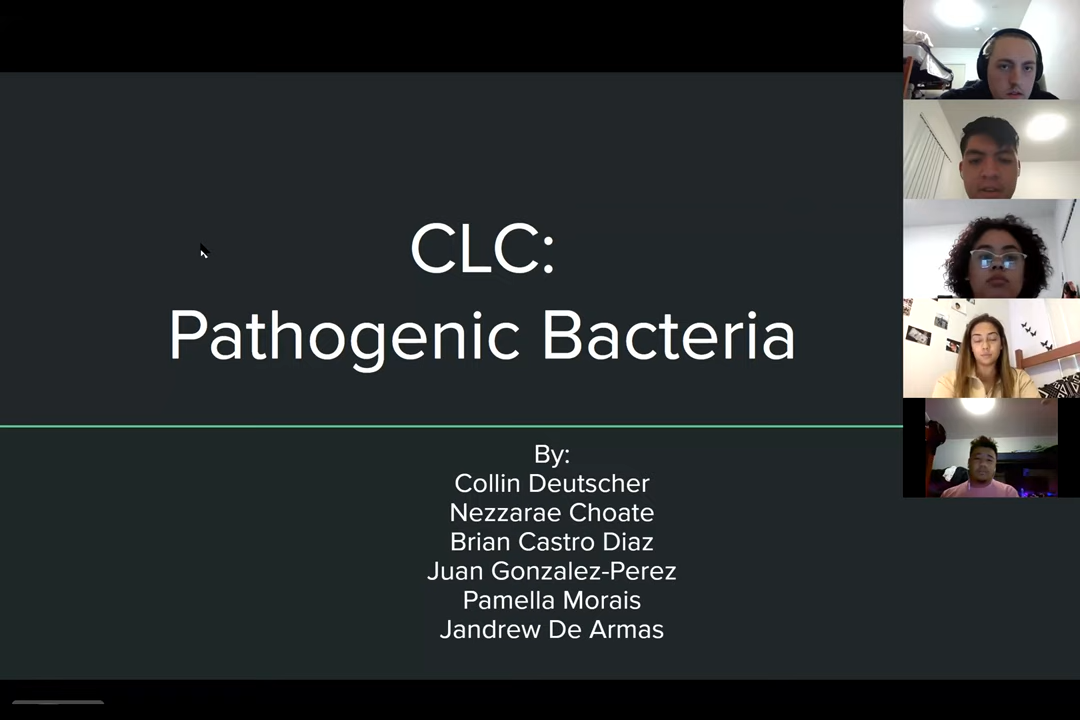 CLC:
Pathogenic Bacteria
By:
Collin Deutscher
Nezzarae Choate
Brian Castro Diaz
Juan Gonzalez-Perez
Pamella Morais
Jandrew De Armas